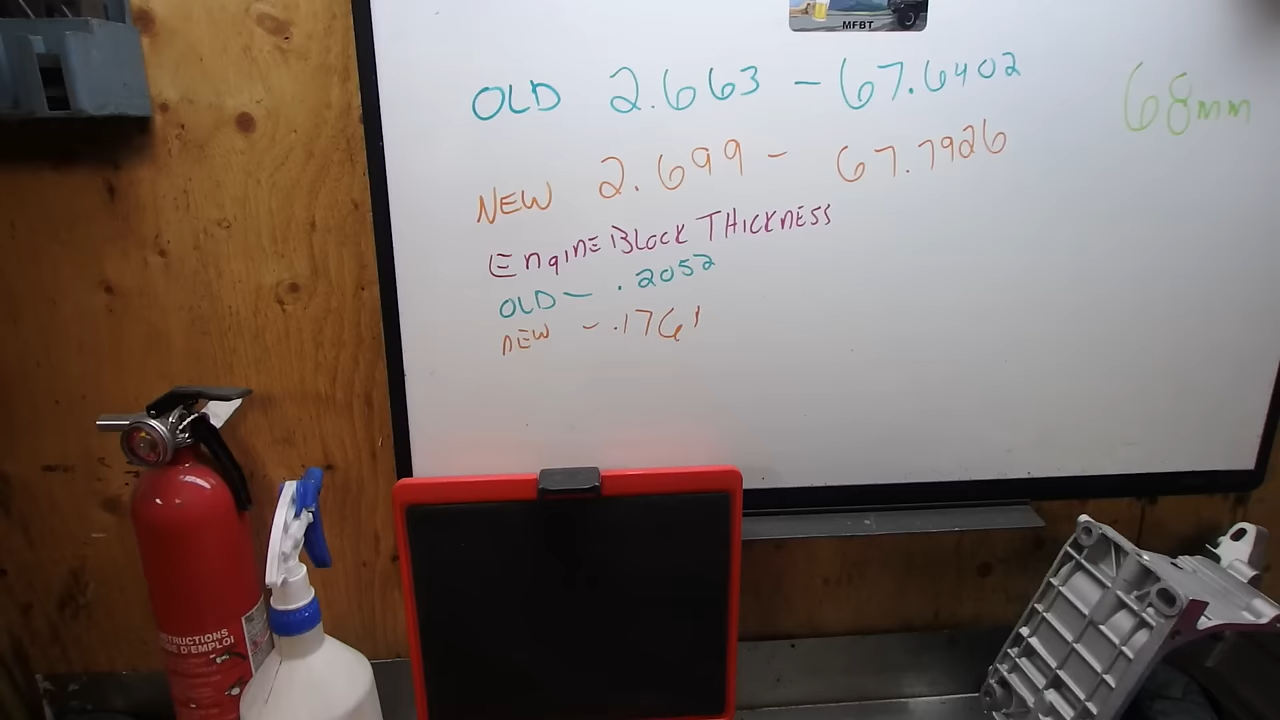 MFBT
OLD 2.663 - 67.6402
68mm
NEW 2.699 - 67.7926
EnginE BLock THickness
OLD - .2052
NEW - .1761
INSTRUCTIONS
MODE D'EMPLOI